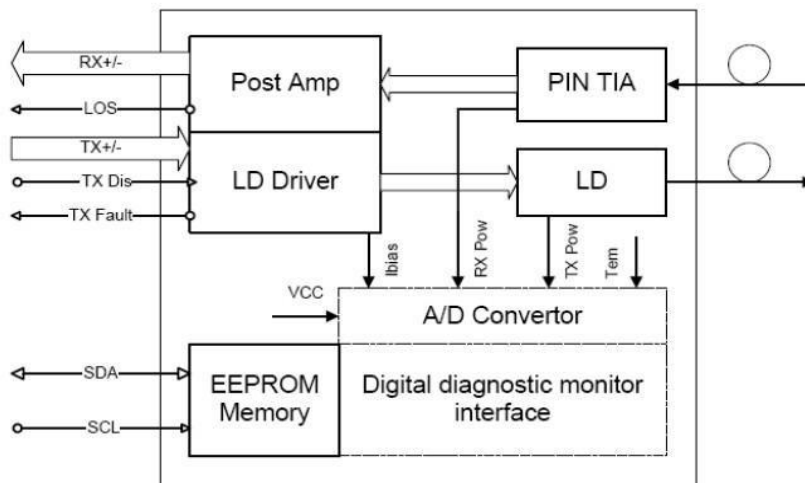 RX+/-
Post Amp
PIN TIA
LOS
TX+/-
TX Dis
LD Driver
LD
TX Fault
Ibias
RX Pow
TX Pow
Tem
VCC
A/D Convertor
SDA
EEPROM
Memory
Digital diagnostic monitor
interface
SCL